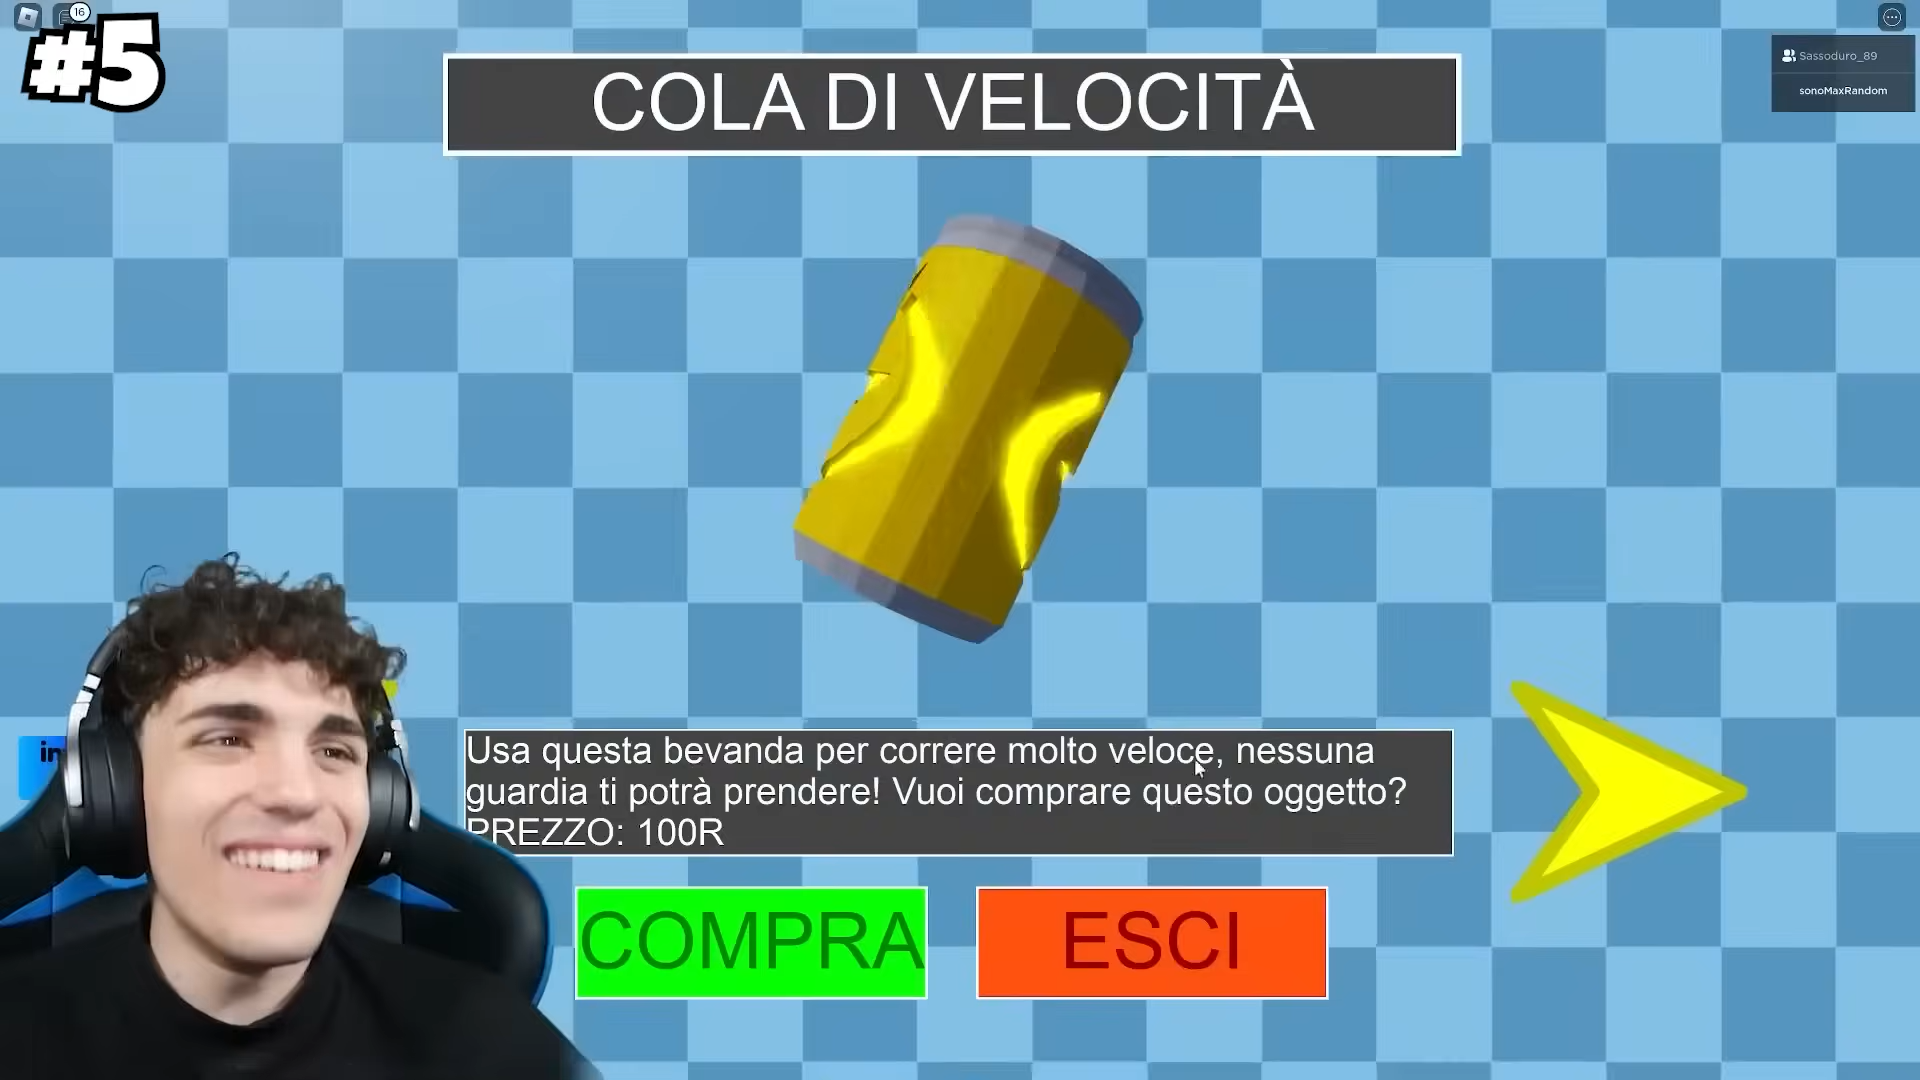 16
#5
Sassoduro_89
sonoMaxRandom
COLA DI VELOCITÀ
Usa questa bevanda per correre molto veloce, nessuna
guardia ti potrà prendere! Vuoi comprare questo oggetto?
PREZZO: 100R
COMPRA
ESCI